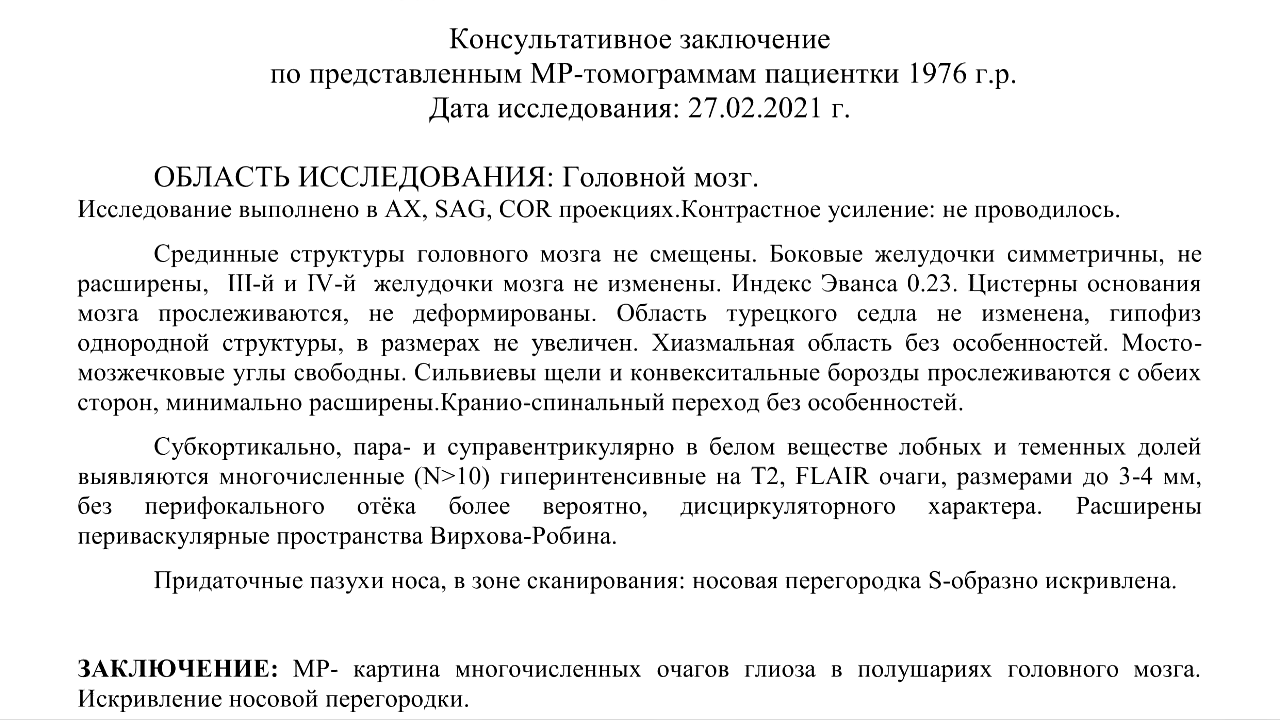 Консультативное заключение
по представленным МР-томограммам пациентки 1976 г.р.
Дата исследования: 27.02.2021 г.
ОБЛАСТЬ ИССЛЕДОВАНИЯ: Головной мозг.
Исследование выполнено в AX, SAG, COR проекциях.Контрастное усиление: не проводилось.
Срединные структуры головного мозга не смещены. Боковые желудочки симметричны, не
расширены, III-й и IV-й желудочки мозга не изменены. Индекс Эванса 0.23. Цистерны основания
мозга прослеживаются, не деформированы. Область турецкого седла не изменена, гипофиз
однородной структуры, в размерах не увеличен. Хиазмальная область без особенностей. Мосто-
мозжечковые углы свободны. Сильвиевы щели и конвекситальные борозды прослеживаются с обеих
сторон, минимально расширены.Кранио-спинальный переход без особенностей.
Субкортикально, пара- и суправентрикулярно в белом веществе лобных и теменных долей
выявляются многочисленные (N>10) гиперинтенсивные на T2, FLAIR очаги, размерами до 3-4 мм,
без перифокального отёка более вероятно, дисциркуляторного характера. Расширены
периваскулярные пространства Вирхова-Робина.
Придаточные пазухи носа, в зоне сканирования: носовая перегородка S-образно искривлена.
ЗАКЛЮЧЕНИЕ: МР- картина многочисленных очагов глиоза в полушариях головного мозга.
Искривление носовой перегородки.